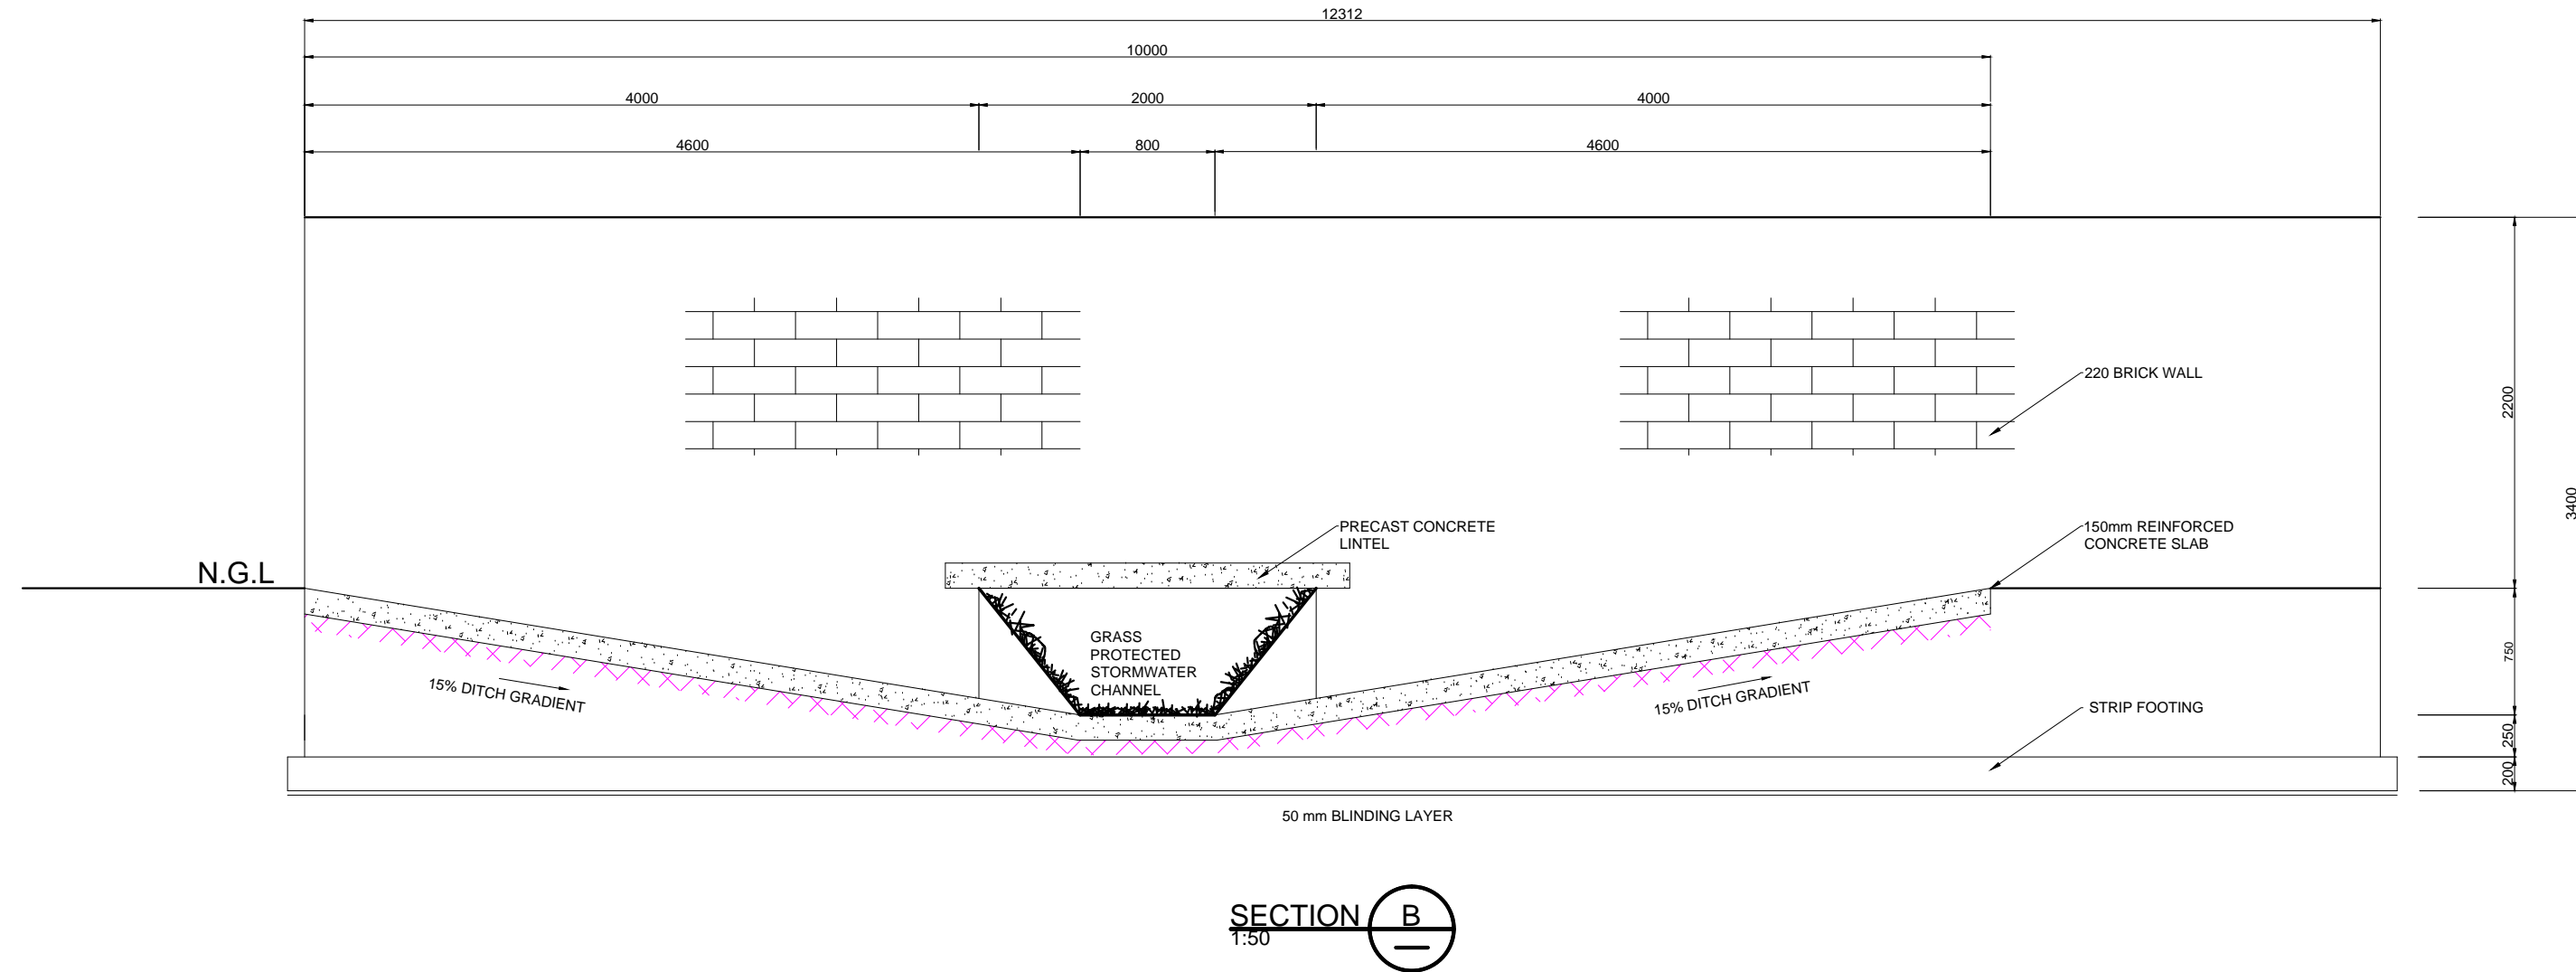 12312
10000
4000
2000
4000
4600
800
4600
220 BRICK WALL
2200
3400
PRECAST CONCRETE
LINTEL
150mm REINFORCED
CONCRETE SLAB
N.G.L
GRASS
PROTECTED
STORMWATER
CHANNEL
750
15% DITCH GRADIENT
15% DITCH GRADIENT
STRIP FOOTING
250
200
50 mm BLINDING LAYER
SECTION B
1:50